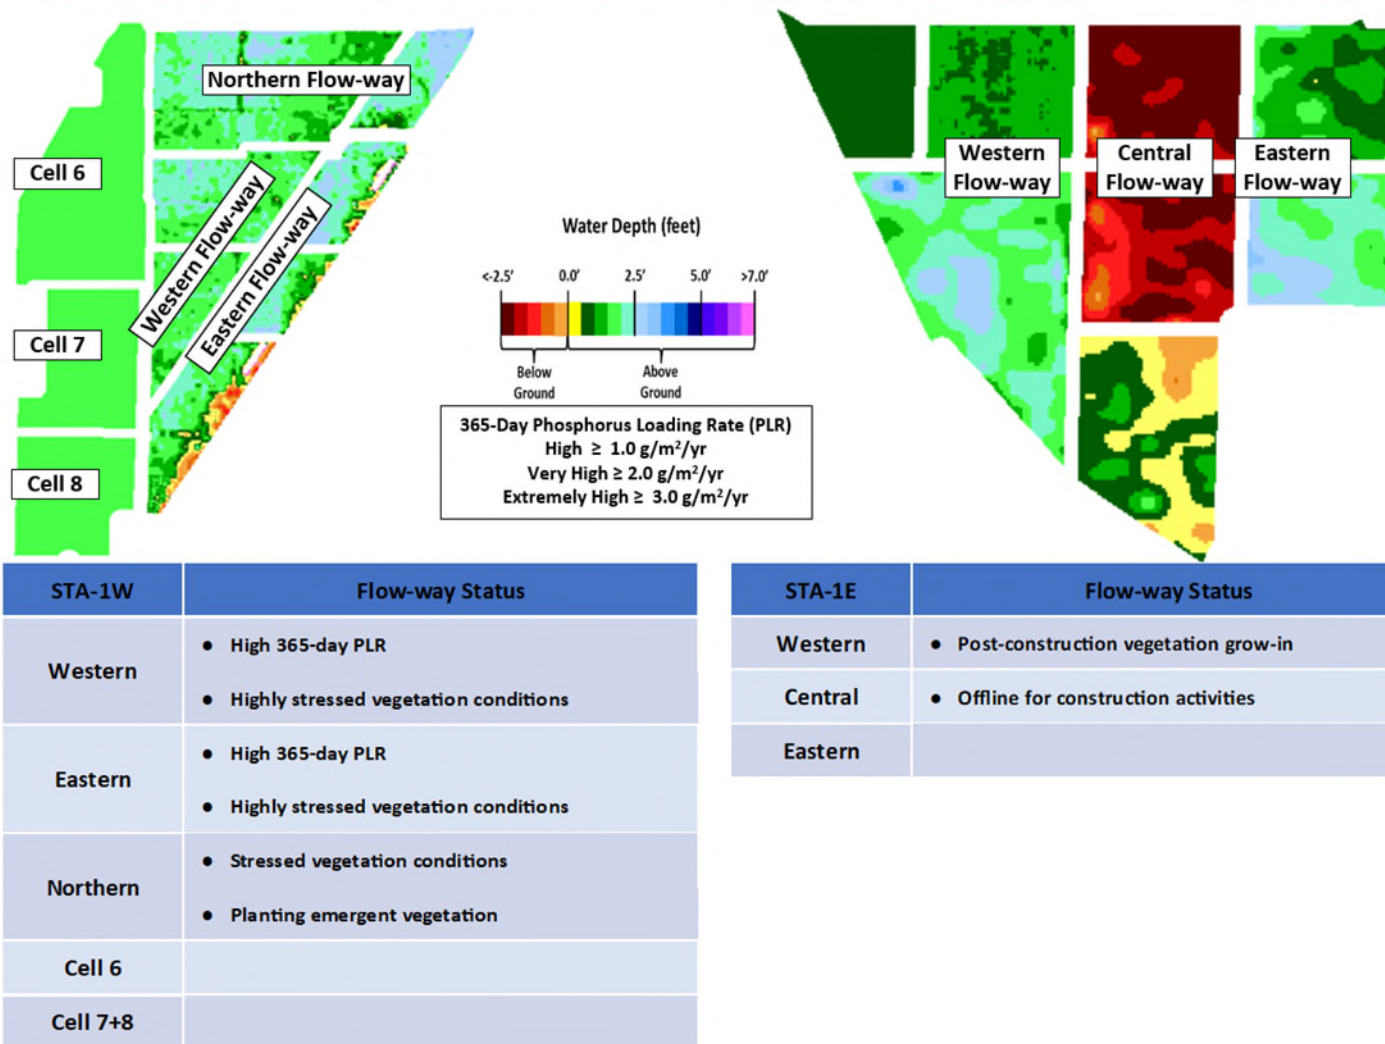 Northern Flow-way
Cell 6
Western Flow-way
Eastern Flow-way
Cell 7
Cell 8
Western
Flow-way
Central
Flow-way
Eastern
Flow-way
Water Depth (feet)
<-2.5' 0.0' 2.5' 5.0' >7.0'
Below
Ground
Above
Ground
365-Day Phosphorus Loading Rate (PLR)
High ≥ 1.0 g/m²/yr
Very High ≥ 2.0 g/m²/yr
Extremely High ≥ 3.0 g/m²/yr
STA-1W Flow-way Status
Western
● High 365-day PLR
● Highly stressed vegetation conditions
Eastern
● High 365-day PLR
● Highly stressed vegetation conditions
Northern
● Stressed vegetation conditions
● Planting emergent vegetation
Cell 6
Cell 7+8
STA-1E Flow-way Status
Western ● Post-construction vegetation grow-in
Central ● Offline for construction activities
Eastern